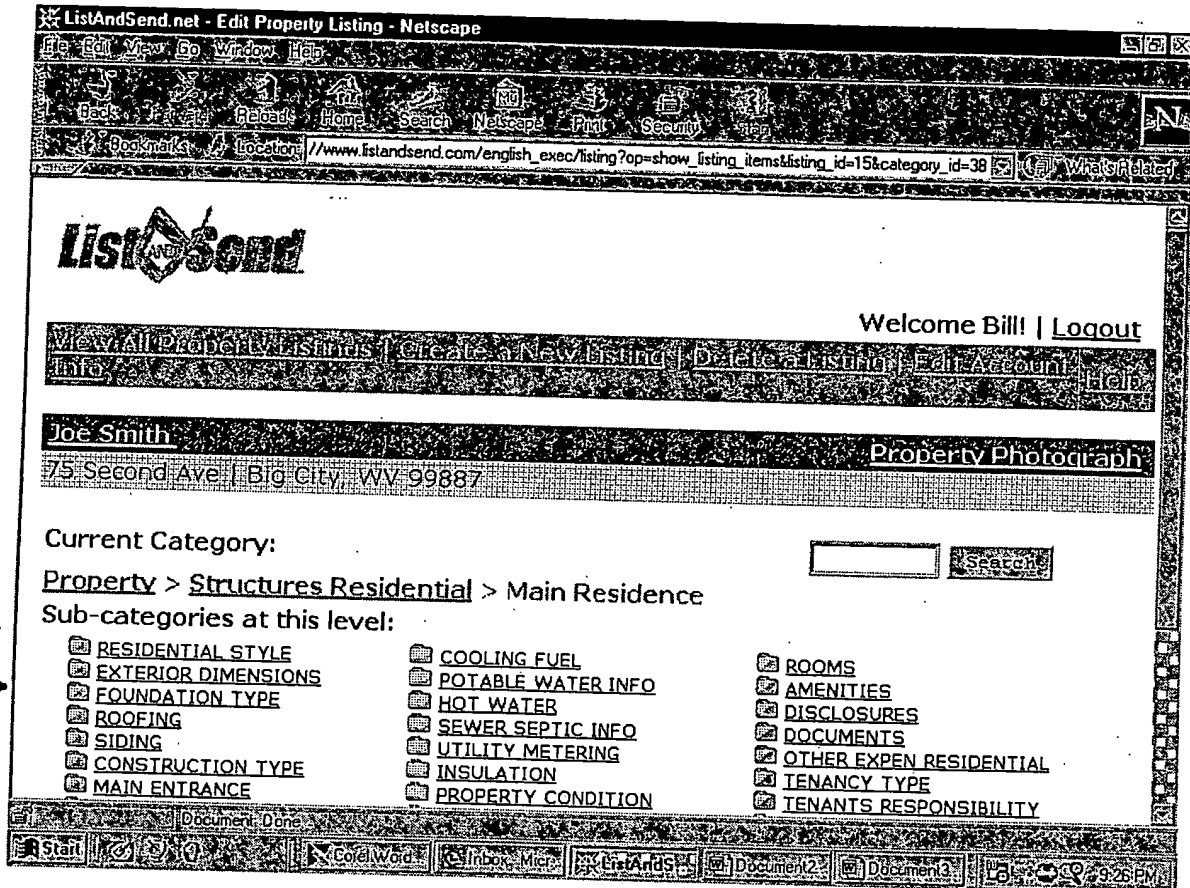 ListAndSend.net - Edit Property Listing - Netscape
File Edit View Go Window Help
Back Reload Home Search Netscape Print Security Stop
Bookmarks Location: //www.listandsend.com/english_exec/listing?op=show_listing_items&listing_id=15&category_id=38 What's Related
List AND Send
Welcome Bill! | Logout
View All Property Listings | Create a New Listing | Delete a Listing | Edit Account Info Help
Joe Smith Property Photograph
75 Second Ave | Big City, WV 99887
Current Category:
Search
Property > Structures Residential > Main Residence
Sub-categories at this level:
RESIDENTIAL STYLE COOLING FUEL ROOMS
EXTERIOR DIMENSIONS POTABLE WATER INFO AMENITIES
FOUNDATION TYPE HOT WATER DISCLOSURES
ROOFING SEWER SEPTIC INFO DOCUMENTS
SIDING UTILITY METERING OTHER EXPEN RESIDENTIAL
CONSTRUCTION TYPE INSULATION TENANCY TYPE
MAIN ENTRANCE PROPERTY CONDITION TENANTS RESPONSIBILITY
Document: Done
Start Corel Word Inbox - Micr... ListAndS... Document2... Document3... 9:26 PM